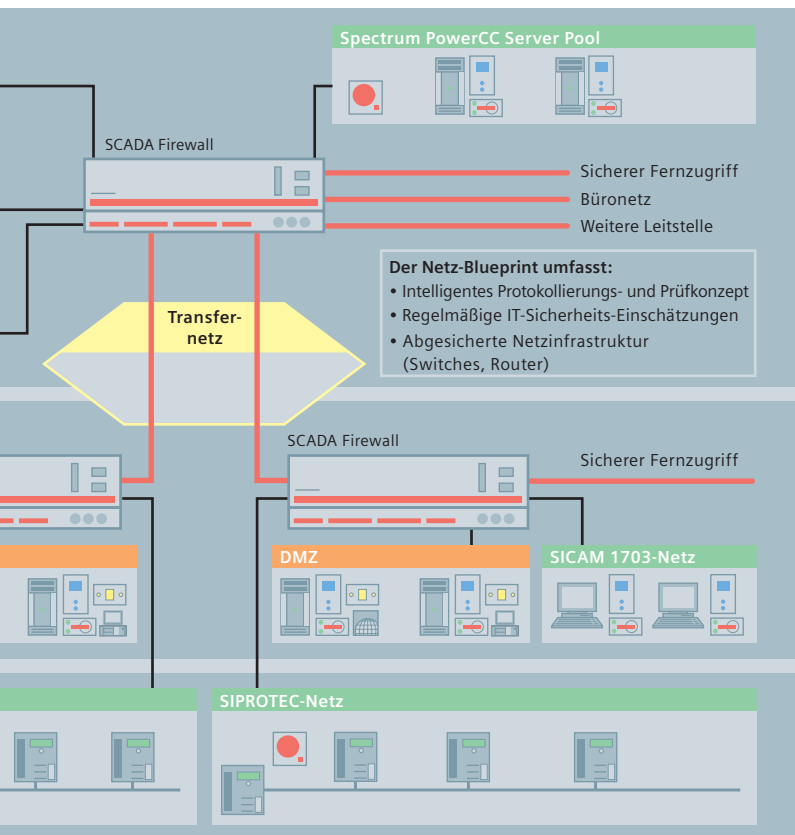 Spectrum PowerCC Server Pool
SCADA Firewall
Sicherer Fernzugriff
Büronetz
Weitere Leitstelle
Der Netz-Blueprint umfasst:
• Intelligentes Protokollierungs- und Prüfkonzept
• Regelmäßige IT-Sicherheits-Einschätzungen
• Abgesicherte Netzinfrastruktur
(Switches, Router)
Transfer-
netz
SCADA Firewall
Sicherer Fernzugriff
DMZ
SICAM 1703-Netz
SIPROTEC-Netz